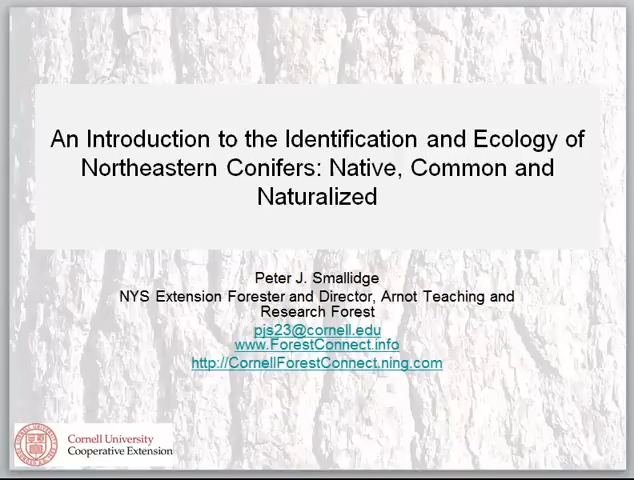 An Introduction to the Identification and Ecology of
Northeastern Conifers: Native, Common and
Naturalized
Peter J. Smallidge
NYS Extension Forester and Director, Arnot Teaching and
Research Forest
pjs23@cornell.edu
www.ForestConnect.info
http://CornellForestConnect.ning.com
Cornell University
Cooperative Extension